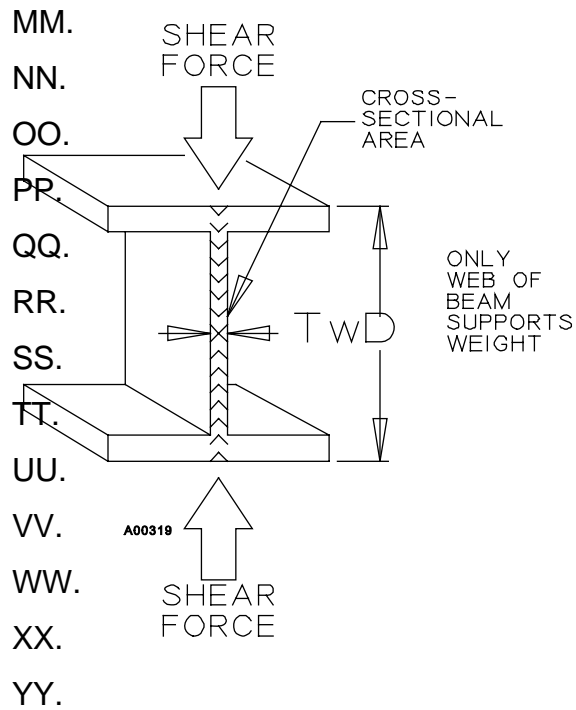 MM.
NN.
OO.
PP.
QQ.
RR.
SS.
TT.
UU.
VV.
WW.
XX.
YY.
SHEAR
FORCE
CROSS-
SECTIONAL
AREA
TwD
ONLY
WEB OF
BEAM
SUPPORTS
WEIGHT
A00319
SHEAR
FORCE